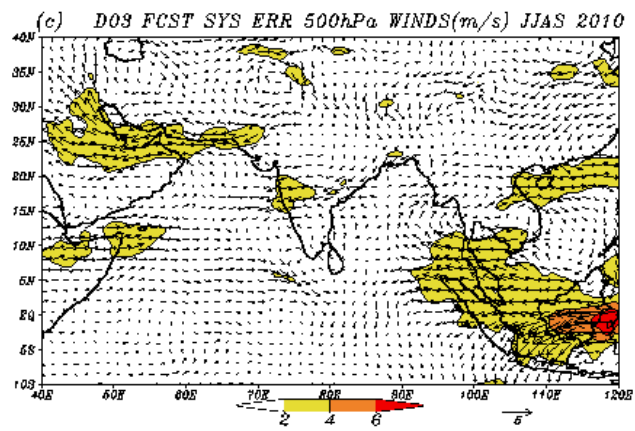 (c) D03 FCST SYS ERR 500hPa WINDS(m/s) JJAS 2010
40N
35N
30N
25N
20N
15N
10N
5N
EQ
5S
10S
40E 50E 60E 70E 80E 90E 100E 110E 120E
2 4 6
5